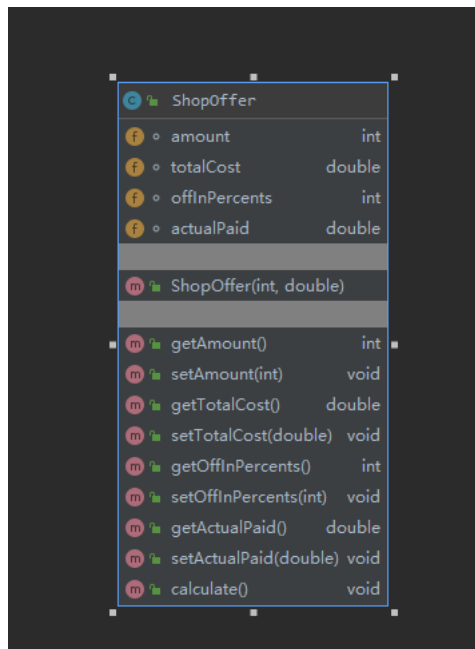 ShopOffer
amount int
totalCost double
offInPercents int
actualPaid double
ShopOffer(int, double)
getAmount() int
setAmount(int) void
getTotalCost() double
setTotalCost(double) void
getOffInPercents() int
setOffInPercents(int) void
getActualPaid() double
setActualPaid(double) void
calculate() void